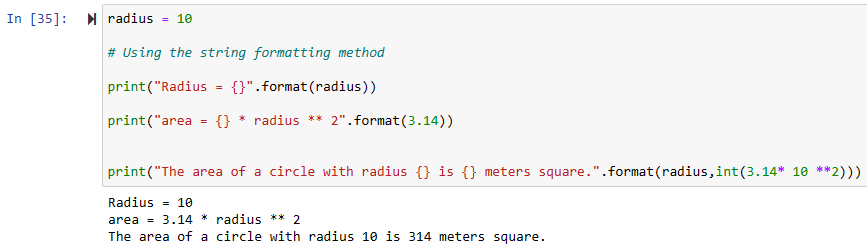 In [35]: radius = 10
# Using the string formatting method
print("Radius = {}".format(radius))
print("area = {} * radius ** 2".format(3.14))
print("The area of a circle with radius {} is {} meters square.".format(radius,int(3.14* 10 **2)))
Radius = 10
area = 3.14 * radius ** 2
The area of a circle with radius 10 is 314 meters square.